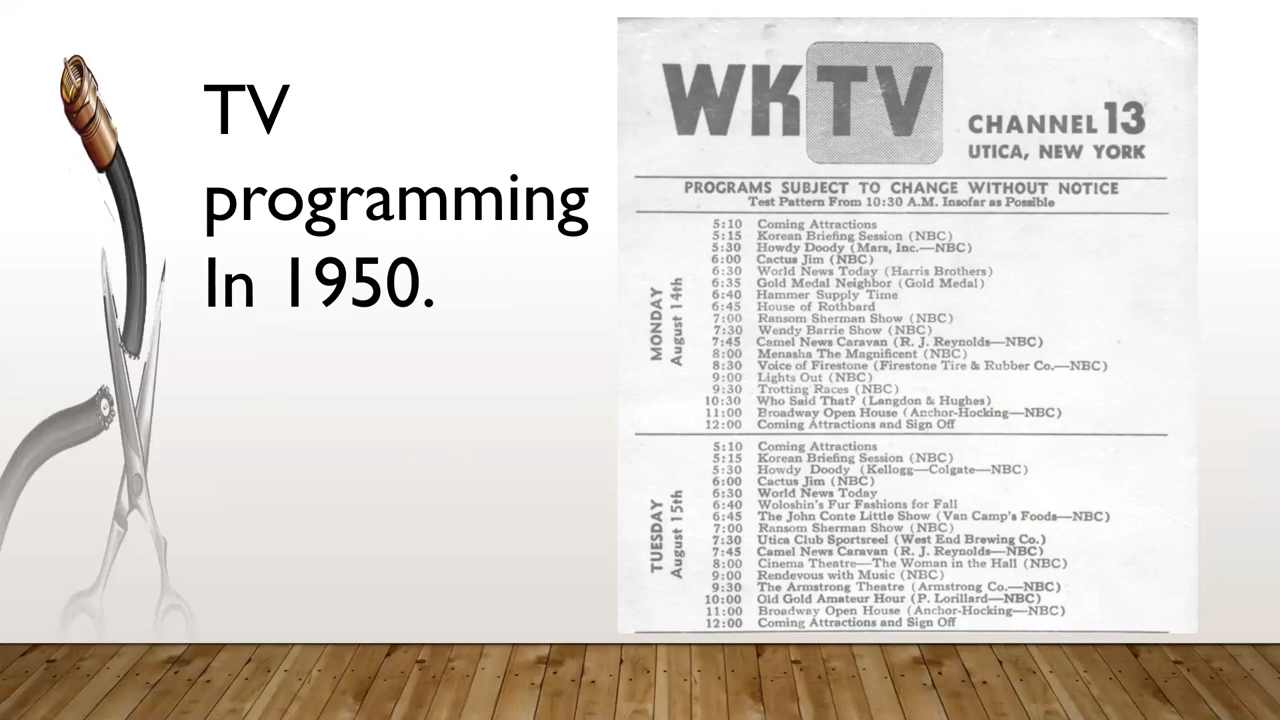 TV
programming
In 1950.
WKTV
CHANNEL 13
UTICA, NEW YORK
PROGRAMS SUBJECT TO CHANGE WITHOUT NOTICE
Test Pattern From 10:30 A.M. Insofar as Possible
MONDAY
August 14th
5:10 Coming Attractions
5:15 Korean Briefing Session (NBC)
5:30 Howdy Doody (Mars, Inc.—NBC)
6:00 Cactus Jim (NBC)
6:30 World News Today (Harris Brothers)
6:35 Gold Medal Neighbor (Gold Medal)
6:40 Hammer Supply Time
6:45 House of Rothbard
7:00 Ransom Sherman Show (NBC)
7:30 Wendy Barrie Show (NBC)
7:45 Camel News Caravan (R. J. Reynolds—NBC)
8:00 Menasha The Magnificent (NBC)
8:30 Voice of Firestone (Firestone Tire & Rubber Co.—NBC)
9:00 Lights Out (NBC)
9:30 Trotting Races (NBC)
10:30 Who Said That? (Langdon & Hughes)
11:00 Broadway Open House (Anchor-Hocking—NBC)
12:00 Coming Attractions and Sign Off
TUESDAY
August 15th
5:10 Coming Attractions
5:15 Korean Briefing Session (NBC)
5:30 Howdy Doody (Kellogg—Colgate—NBC)
6:00 Cactus Jim (NBC)
6:30 World News Today
6:40 Woloshin's Fur Fashions for Fall
6:45 The John Conte Little Show (Van Camp's Foods—NBC)
7:00 Ransom Sherman Show (NBC)
7:30 Utica Club Sportsreel (West End Brewing Co.)
7:45 Camel News Caravan (R. J. Reynolds—NBC)
8:00 Cinema Theatre—The Woman in the Hall (NBC)
9:00 Rendevous with Music (NBC)
9:30 The Armstrong Theatre (Armstrong Co.—NBC)
10:00 Old Gold Amateur Hour (P. Lorillard—NBC)
11:00 Broadway Open House (Anchor-Hocking—NBC)
12:00 Coming Attractions and Sign Off